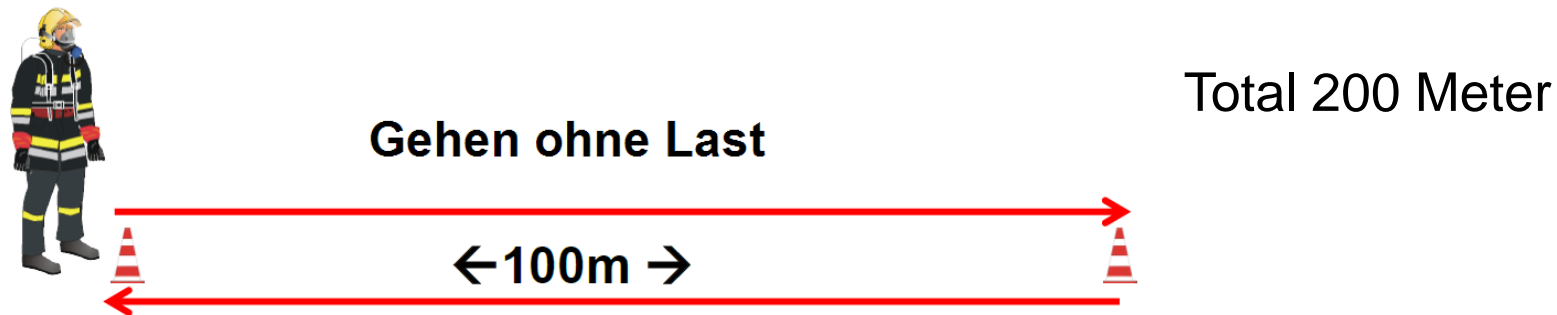 Total 200 Meter
Gehen ohne Last
←100m →